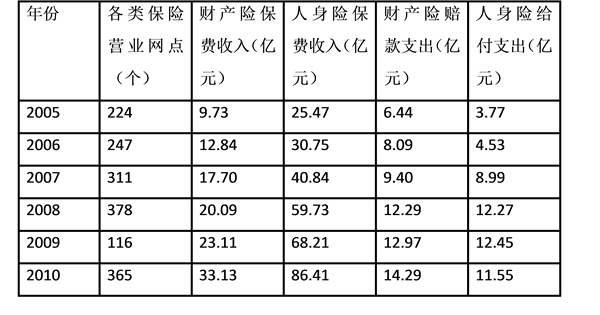 年份 各类保险营业网点（个） 财产险保费收入（亿元） 人身险保费收入（亿元） 财产险赔款支出（亿元） 人身险给付支出（亿元）
2005 224 9.73 25.47 6.44 3.77
2006 247 12.84 30.75 8.09 4.53
2007 311 17.70 40.84 9.40 8.99
2008 378 20.09 59.73 12.29 12.27
2009 116 23.11 68.21 12.97 12.45
2010 365 33.13 86.41 14.29 11.55